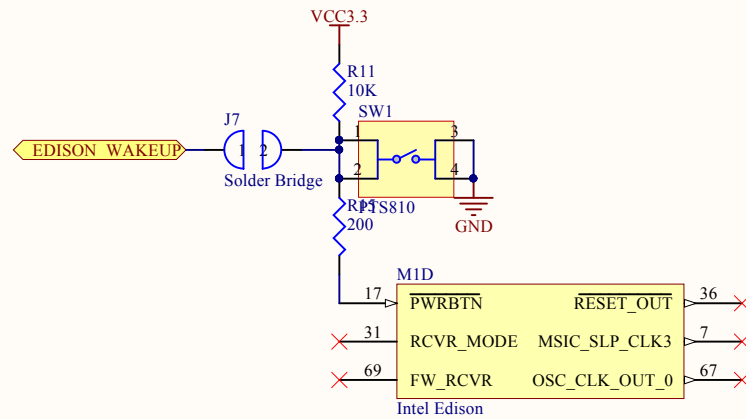 VCC3.3
R11
10K
J7
SW1
1
3
EDISON_WAKEUP
1
2
2
4
Solder Bridge
R15
PTS810
200
GND
M1D
17
PWRBTN
RESET_OUT
36
31
RCVR_MODE
MSIC_SLP_CLK3
7
69
FW_RCVR
OSC_CLK_OUT_0
67
Intel Edison